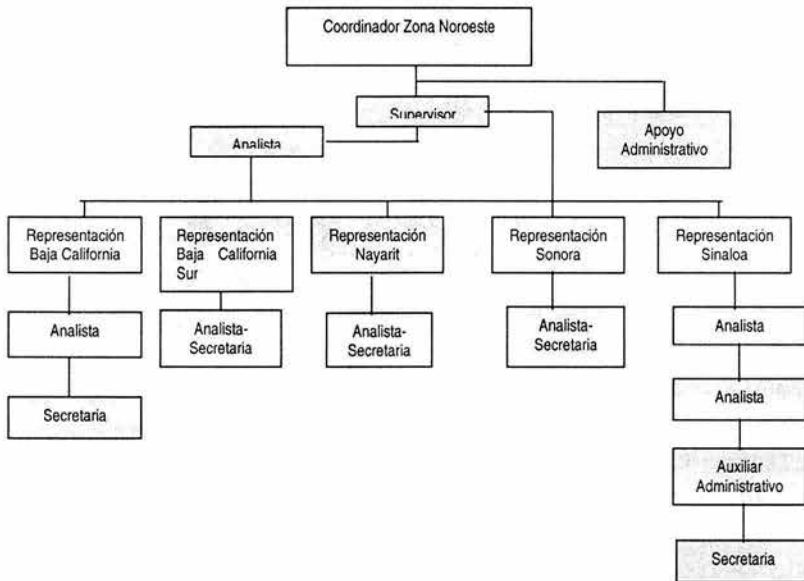 Coordinador Zona Noroeste
Supervisor
Analista
Apoyo
Administrativo
Representación
Baja California
Representación
Baja California
Sur
Representación
Nayarit
Representación
Sonora
Representación
Sinaloa
Analista
Analista-
Secretaria
Analista-
Secretaria
Analista-
Secretaria
Analista
Secretaría
Analista
Auxiliar
Administrativo
Secretaria